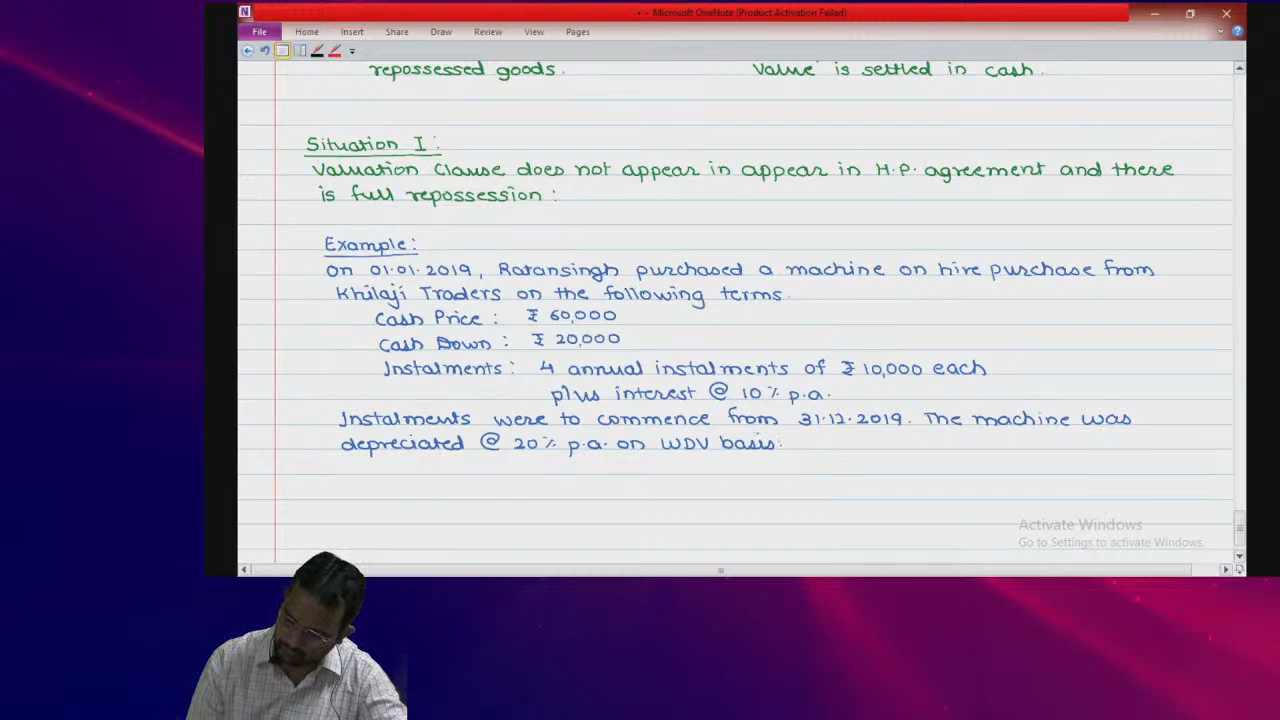 Microsoft OneNote (Product Activation Failed)
File Home Insert Share Draw Review View Pages
repossessed goods. Value is settled in cash.
Situation I:
Valuation Clause does not appear in appear in H.P. agreement and there
is full repossession:
Example:
On 01.01.2019, Ratansingh purchased a machine on hire purchase from
Khilaji Traders on the following terms.
Cash Price: ₹ 60,000
Cash Down: ₹ 20,000
Instalments: 4 annual instalments of ₹ 10,000 each
plus interest @ 10% p.a.
Instalments were to commence from 31.12.2019. The machine was
depreciated @ 20% p.a. on WDV basis.
Activate Windows
Go to Settings to activate Windows.